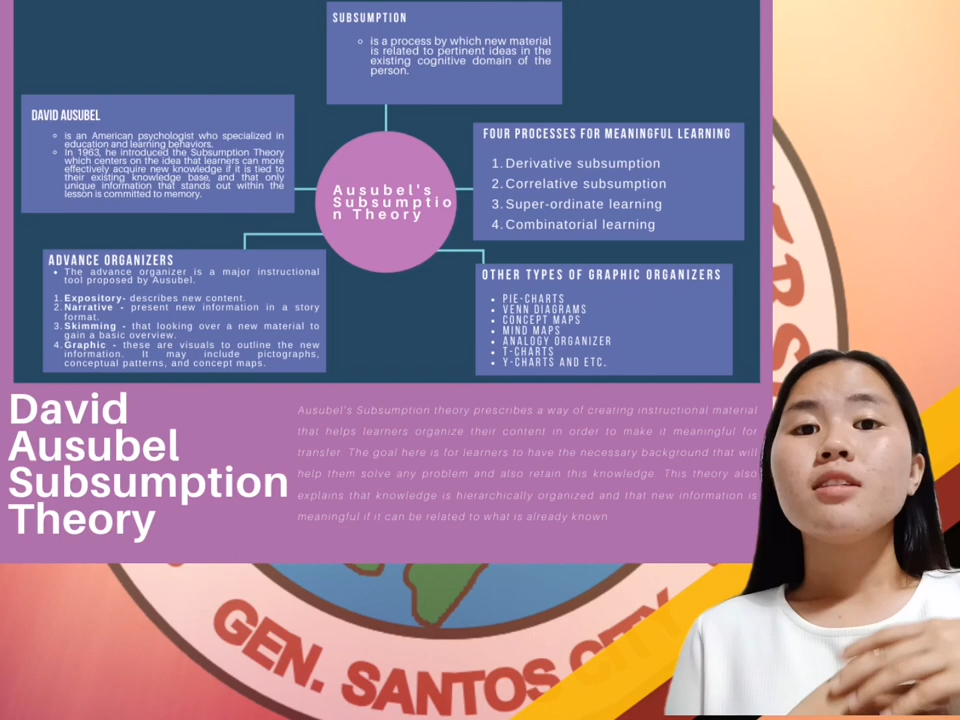 SUBSUMPTION
is a process by which new material
is related to pertinent ideas in the
existing cognitive domain of the
person.
DAVID AUSUBEL
is an American psychologist who specialized in
education and learning behaviors.
In 1963, he introduced the Subsumption Theory
which centers on the idea that learners can more
effectively acquire new knowledge if it is tied to
their existing knowledge base, and that only
unique information that stands out within the
lesson is committed to memory.
FOUR PROCESSES FOR MEANINGFUL LEARNING
1. Derivative subsumption
2. Correlative subsumption
3. Super-ordinate learning
4. Combinatorial learning
Ausubel's
Subsumptio
n Theory
ADVANCE ORGANIZERS
The advance organizer is a major instructional
tool proposed by Ausubel.
1. Expository- describes new content.
2. Narrative - present new information in a story
format.
3. Skimming - that looking over a new material to
gain a basic overview.
4. Graphic - these are visuals to outline the new
information. It may include pictographs,
conceptual patterns, and concept maps.
OTHER TYPES OF GRAPHIC ORGANIZERS
PIE-CHARTS
VENN DIAGRAMS
CONCEPT MAPS
MIND MAPS
ANALOGY ORGANIZER
T-CHARTS
Y-CHARTS AND ETC.
David
Ausubel
Subsumption
Theory
Ausubel's Subsumption theory prescribes a way of creating instructional material
that helps learners organize their content in order to make it meaningful for
transfer. The goal here is for learners to have the necessary background that will
help them solve any problem and also retain this knowledge. This theory also
explains that knowledge is hierarchically organized and that new information is
meaningful if it can be related to what is already known
GEN. SANTOS CITY